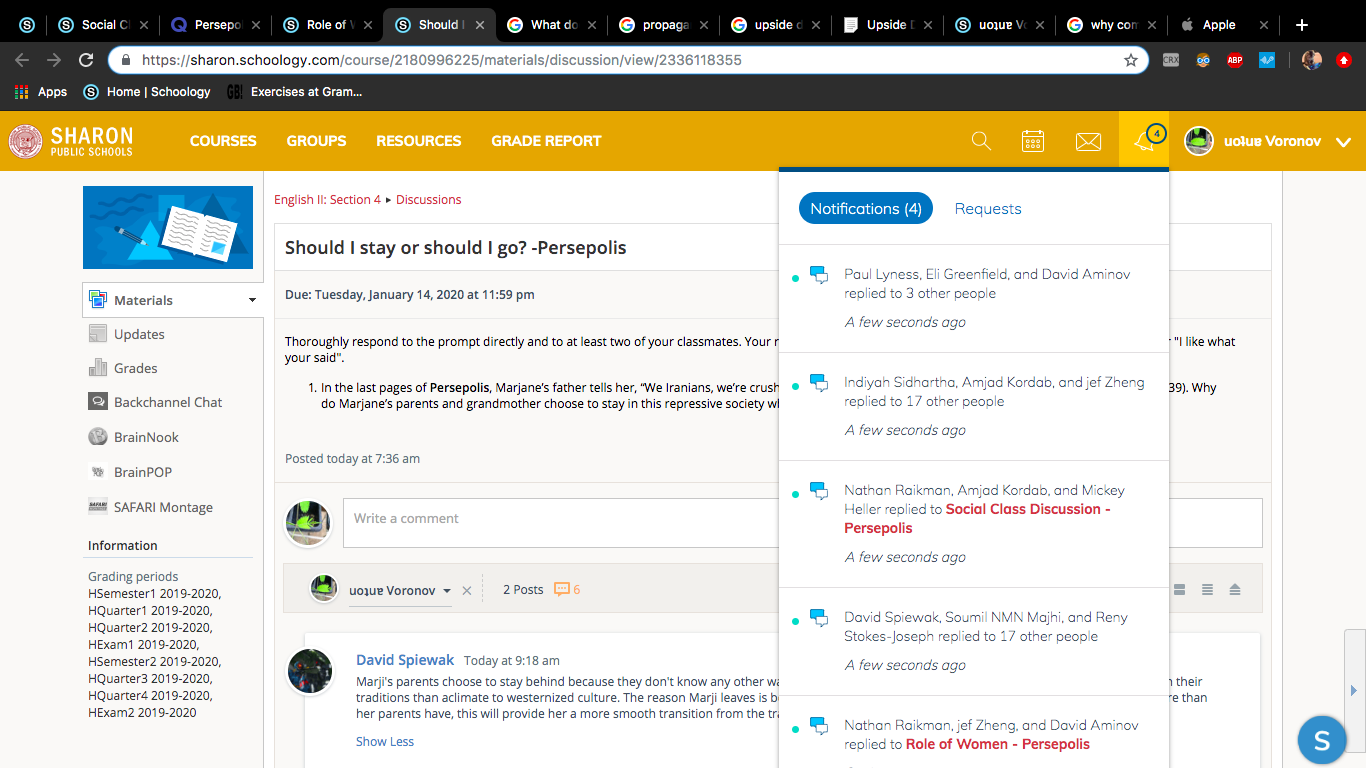 Social C
Persepo
Role of
Should I
What do
propaga
upside d
Upside
uoʇuɐ Vo
why com
Apple
https://sharon.schoology.com/course/2180996225/materials/discussion/view/2336118355
CRX
ABP
Apps
Home | Schoology
GB!
Exercises at Gram...
SHARON
PUBLIC SCHOOLS
COURSES
GROUPS
RESOURCES
GRADE REPORT
4
uoʇuɐ Voronov
English II: Section 4 ▸ Discussions
Should I stay or should I go? -Persepolis
Due: Tuesday, January 14, 2020 at 11:59 pm
Thoroughly respond to the prompt directly and to at least two of your classmates. Your r
"I like what
your said".
1. In the last pages of Persepolis, Marjane's father tells her, “We Iranians, we're crush
39). Why
do Marjane's parents and grandmother choose to stay in this repressive society w
Posted today at 7:36 am
Write a comment
uoʇuɐ Voronov
2 Posts
6
David Spiewak Today at 9:18 am
Marji's parents choose to stay behind because they don't know any other wa
n their
traditions than aclimate to westernized culture. The reason Marji leaves is b
re than
her parents have, this will provide her a more smooth transition from the tra
Show Less
Materials
Updates
Grades
Backchannel Chat
BrainNook
BrainPOP
SAFARI Montage
Information
Grading periods
HSemester1 2019-2020,
HQuarter1 2019-2020,
HQuarter2 2019-2020,
HExam1 2019-2020,
HSemester2 2019-2020,
HQuarter3 2019-2020,
HQuarter4 2019-2020,
HExam2 2019-2020
Notifications (4)
Requests
Paul Lyness, Eli Greenfield, and David Aminov
replied to 3 other people
A few seconds ago
Indiyah Sidhartha, Amjad Kordab, and jef Zheng
replied to 17 other people
A few seconds ago
Nathan Raikman, Amjad Kordab, and Mickey
Heller replied to Social Class Discussion -
Persepolis
A few seconds ago
David Spiewak, Soumil NMN Majhi, and Reny
Stokes-Joseph replied to 17 other people
A few seconds ago
Nathan Raikman, jef Zheng, and David Aminov
replied to Role of Women - Persepolis
S